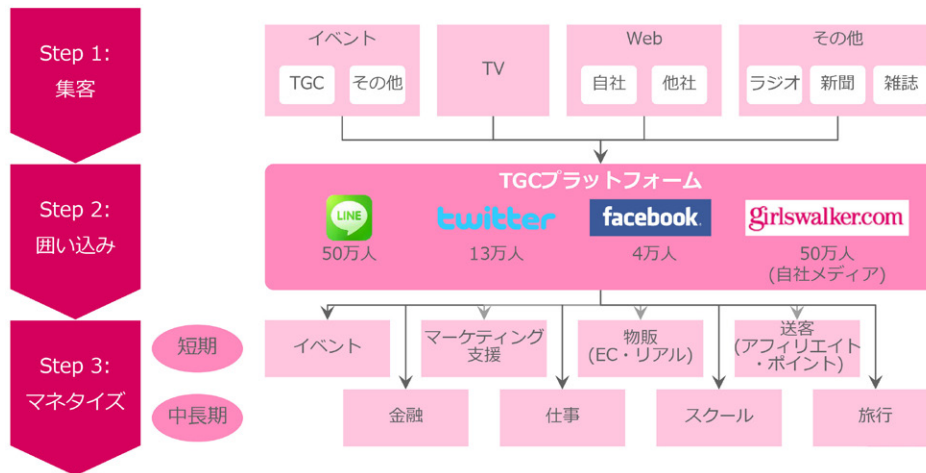 Step 1:
集客
イベント
TGC
その他
TV
Web
自社
他社
その他
ラジオ
新聞
雑誌
Step 2:
囲い込み
TGCプラットフォーム
LINE
50万人
twitter
13万人
facebook.
4万人
girlswalker.com
50万人
(自社メディア)
Step 3:
マネタイズ
短期
イベント
マーケティング
支援
物販
(EC・リアル)
送客
(アフィリエイト
・ポイント)
中長期
金融
仕事
スクール
旅行